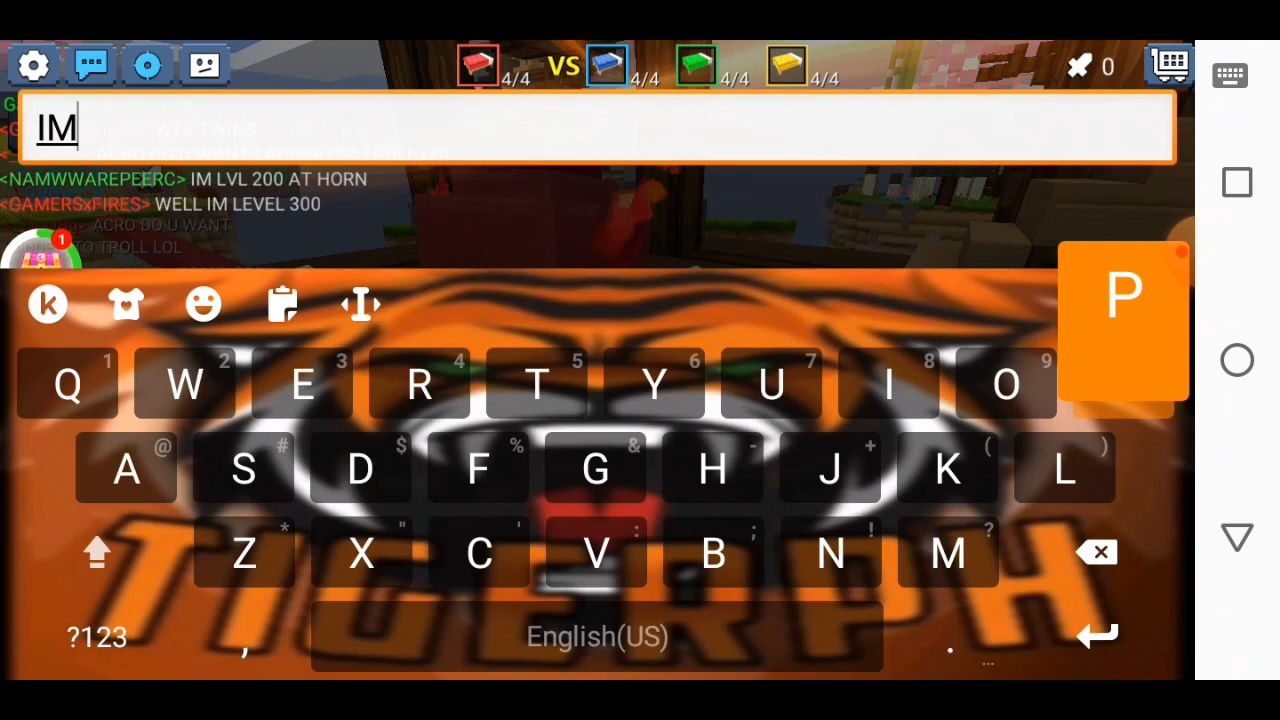 4/4 VS 4/4 4/4 4/4 0
IM
<NAMWWAREPEERC> IM LVL 200 AT HORN
<GAMERSxFIRES> WELL IM LEVEL 300
ACRO DO U WANT
TO TROLL LOL
1
K
P
Q 1 W 2 E 3 R 4 T 5 Y 6 U 7 I 8 O 9
A @ S # D $ F % G & H - J + K ( L )
Z * X " C ' V : B ; N ! M ?
TIGERPH
?123 , English(US) . ...